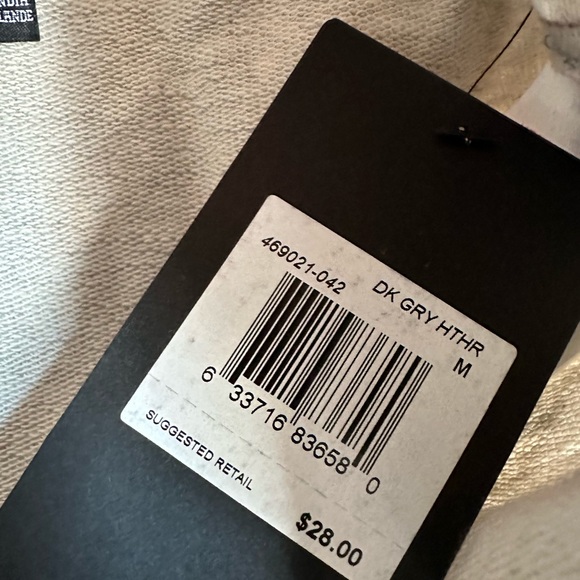 469021-042 DK GRY HTHR
M
6 33716 83658 0
SUGGESTED RETAIL
$28.00